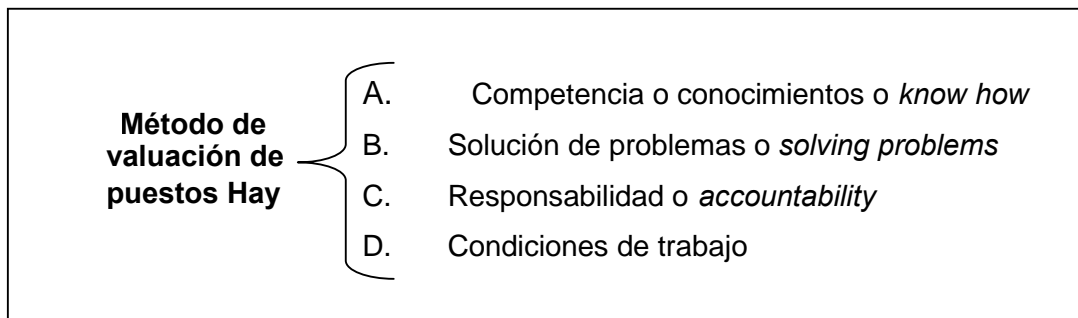 Método de
valuación de
puestos Hay
A. Competencia o conocimientos o know how
B. Solución de problemas o solving problems
C. Responsabilidad o accountability
D. Condiciones de trabajo